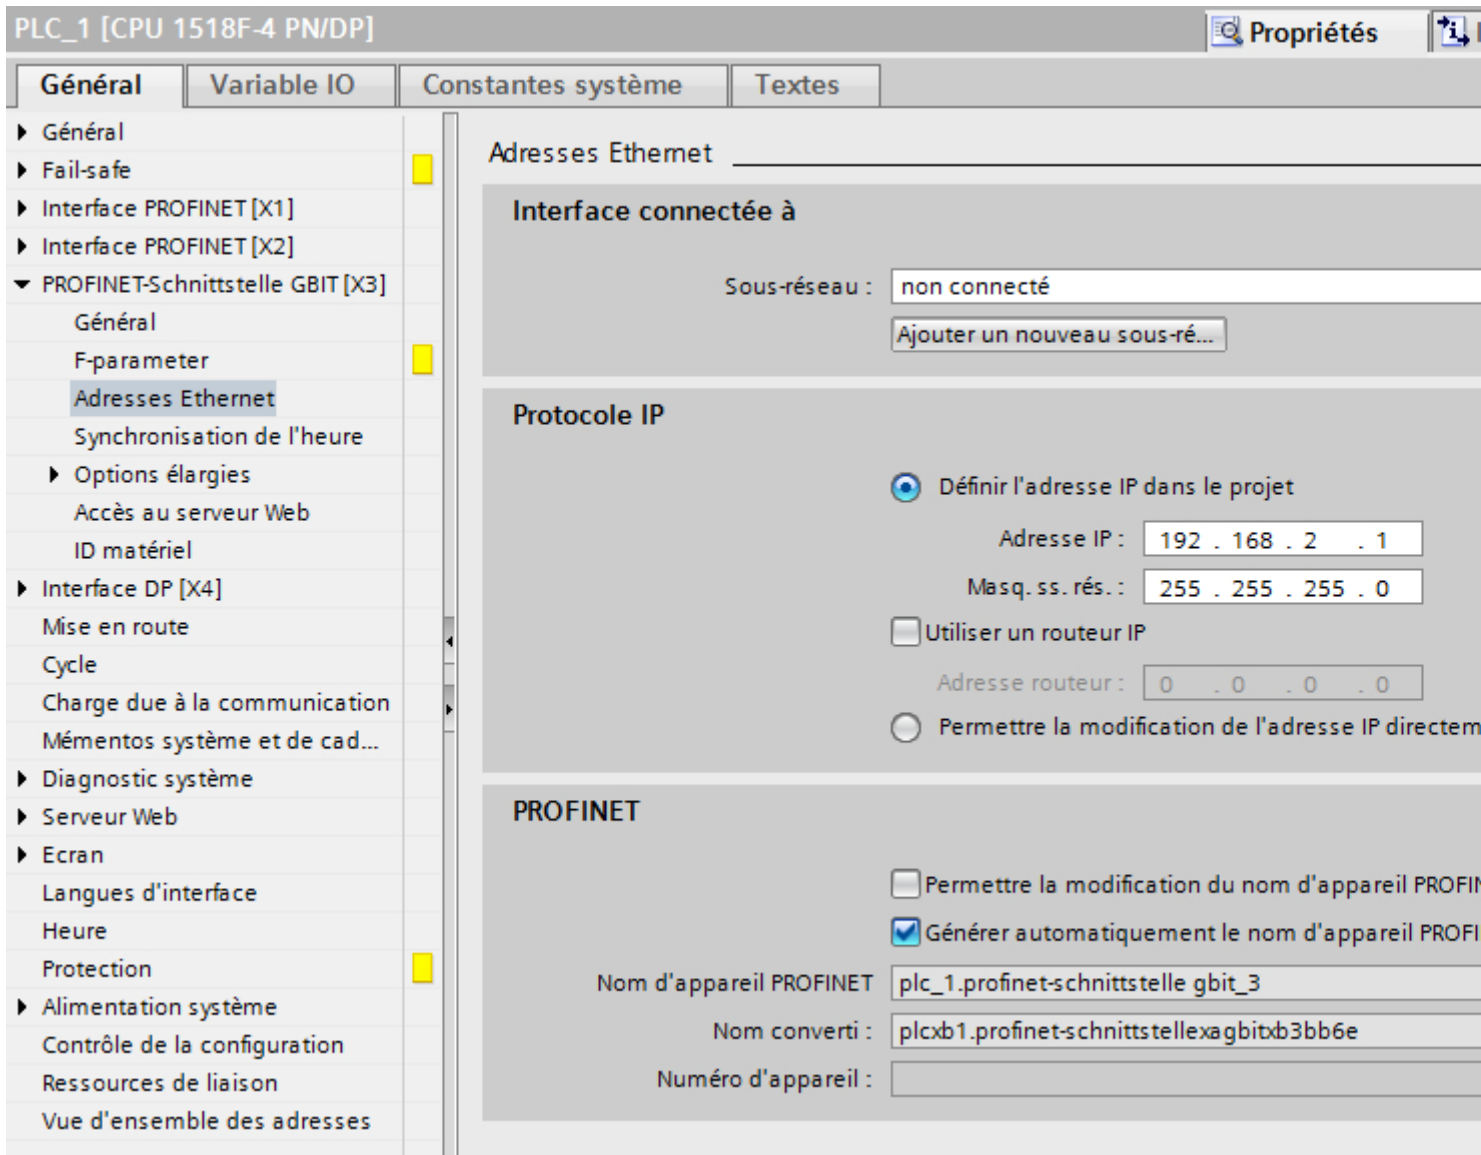 PLC_1 [CPU 1518F-4 PN/DP]
Propriétés
Général
Variable IO
Constantes système
Textes
Général
Fail-safe
Interface PROFINET [X1]
Interface PROFINET [X2]
PROFINET-Schnittstelle GBIT [X3]
Général
F-parameter
Adresses Ethernet
Synchronisation de l'heure
Options élargies
Accès au serveur Web
ID matériel
Interface DP [X4]
Mise en route
Cycle
Charge due à la communication
Mémentos système et de cad...
Diagnostic système
Serveur Web
Ecran
Langues d'interface
Heure
Protection
Alimentation système
Contrôle de la configuration
Ressources de liaison
Vue d'ensemble des adresses
Adresses Ethernet
Interface connectée à
Sous-réseau : non connecté
Ajouter un nouveau sous-ré...
Protocole IP
Définir l'adresse IP dans le projet
Adresse IP : 192 . 168 . 2 . 1
Masq. ss. rés. : 255 . 255 . 255 . 0
Utiliser un routeur IP
Adresse routeur : 0 . 0 . 0 . 0
Permettre la modification de l'adresse IP directem
PROFINET
Permettre la modification du nom d'appareil PROFIN
Générer automatiquement le nom d'appareil PROFI
Nom d'appareil PROFINET plc_1.profinet-schnittstelle gbit_3
Nom converti : plcxb1.profinet-schnittstellexagbitxb3bb6e
Numéro d'appareil :